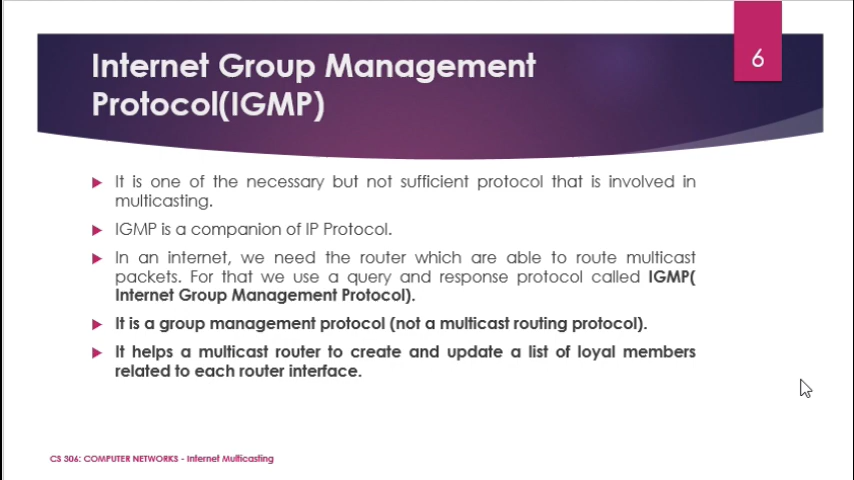 6
Internet Group Management
Protocol(IGMP)
It is one of the necessary but not sufficient protocol that is involved in
multicasting.
IGMP is a companion of IP Protocol.
In an internet, we need the router which are able to route multicast
packets. For that we use a query and response protocol called IGMP(
Internet Group Management Protocol).
It is a group management protocol (not a multicast routing protocol).
It helps a multicast router to create and update a list of loyal members
related to each router interface.
CS 306: COMPUTER NETWORKS - Internet Multicasting